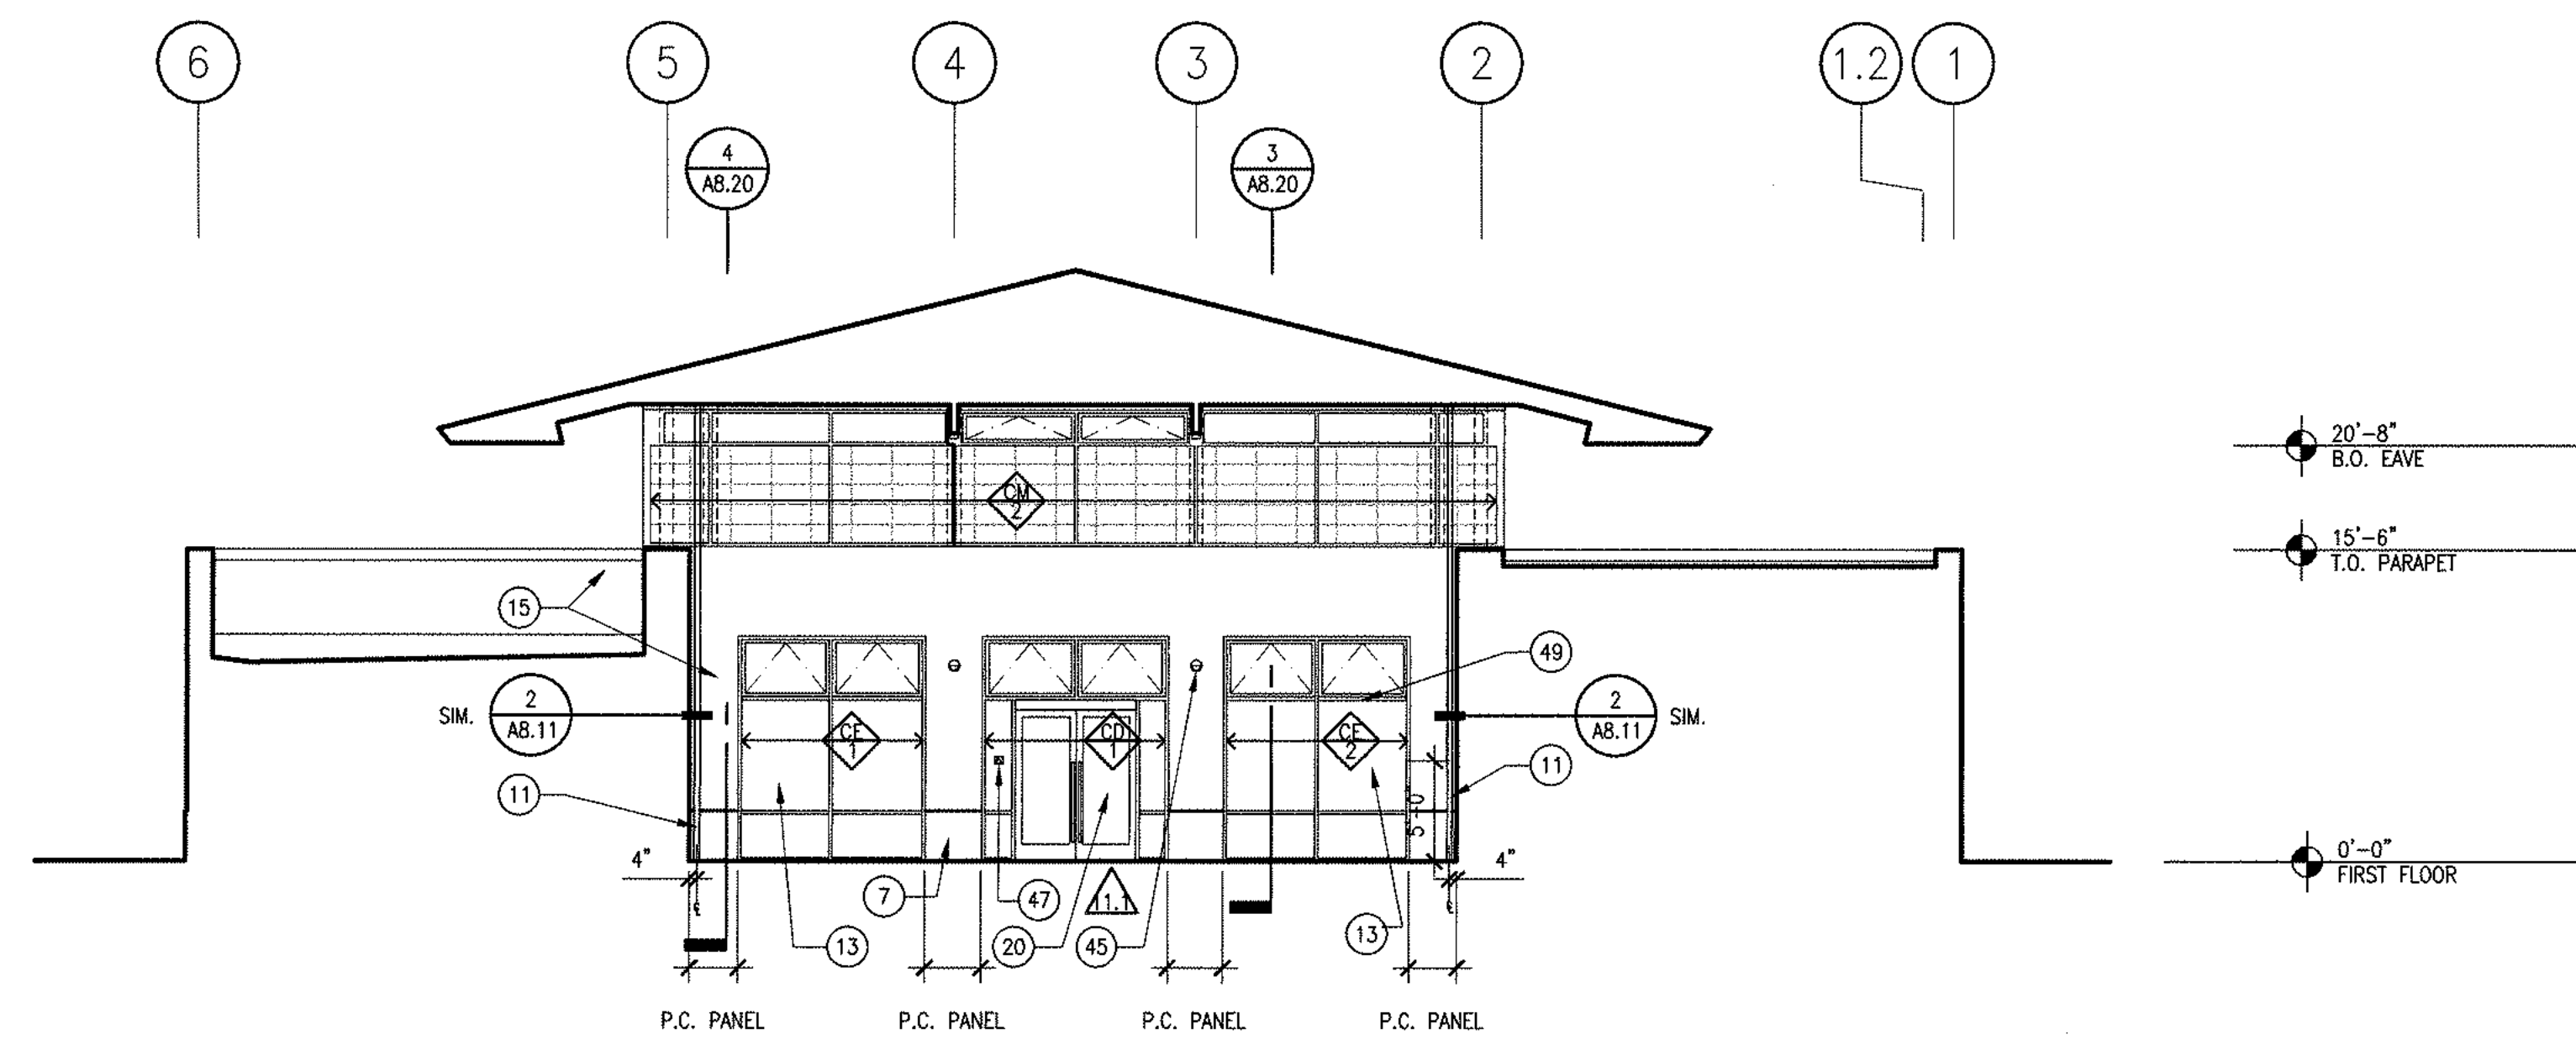 6
5
4
3
2
1.2
1
4
A8.20
3
A8.20
20'-8"
B.O. EAVE
CM
2
15'-6"
T.O. PARAPET
15
49
2
A8.11
SIM.
2
A8.11
SIM.
CE
1
CD
1
CE
2
11
11
5'-0"
4"
4"
0'-0"
FIRST FLOOR
7
47
11.1
13
20
45
13
P.C. PANEL
P.C. PANEL
P.C. PANEL
P.C. PANEL